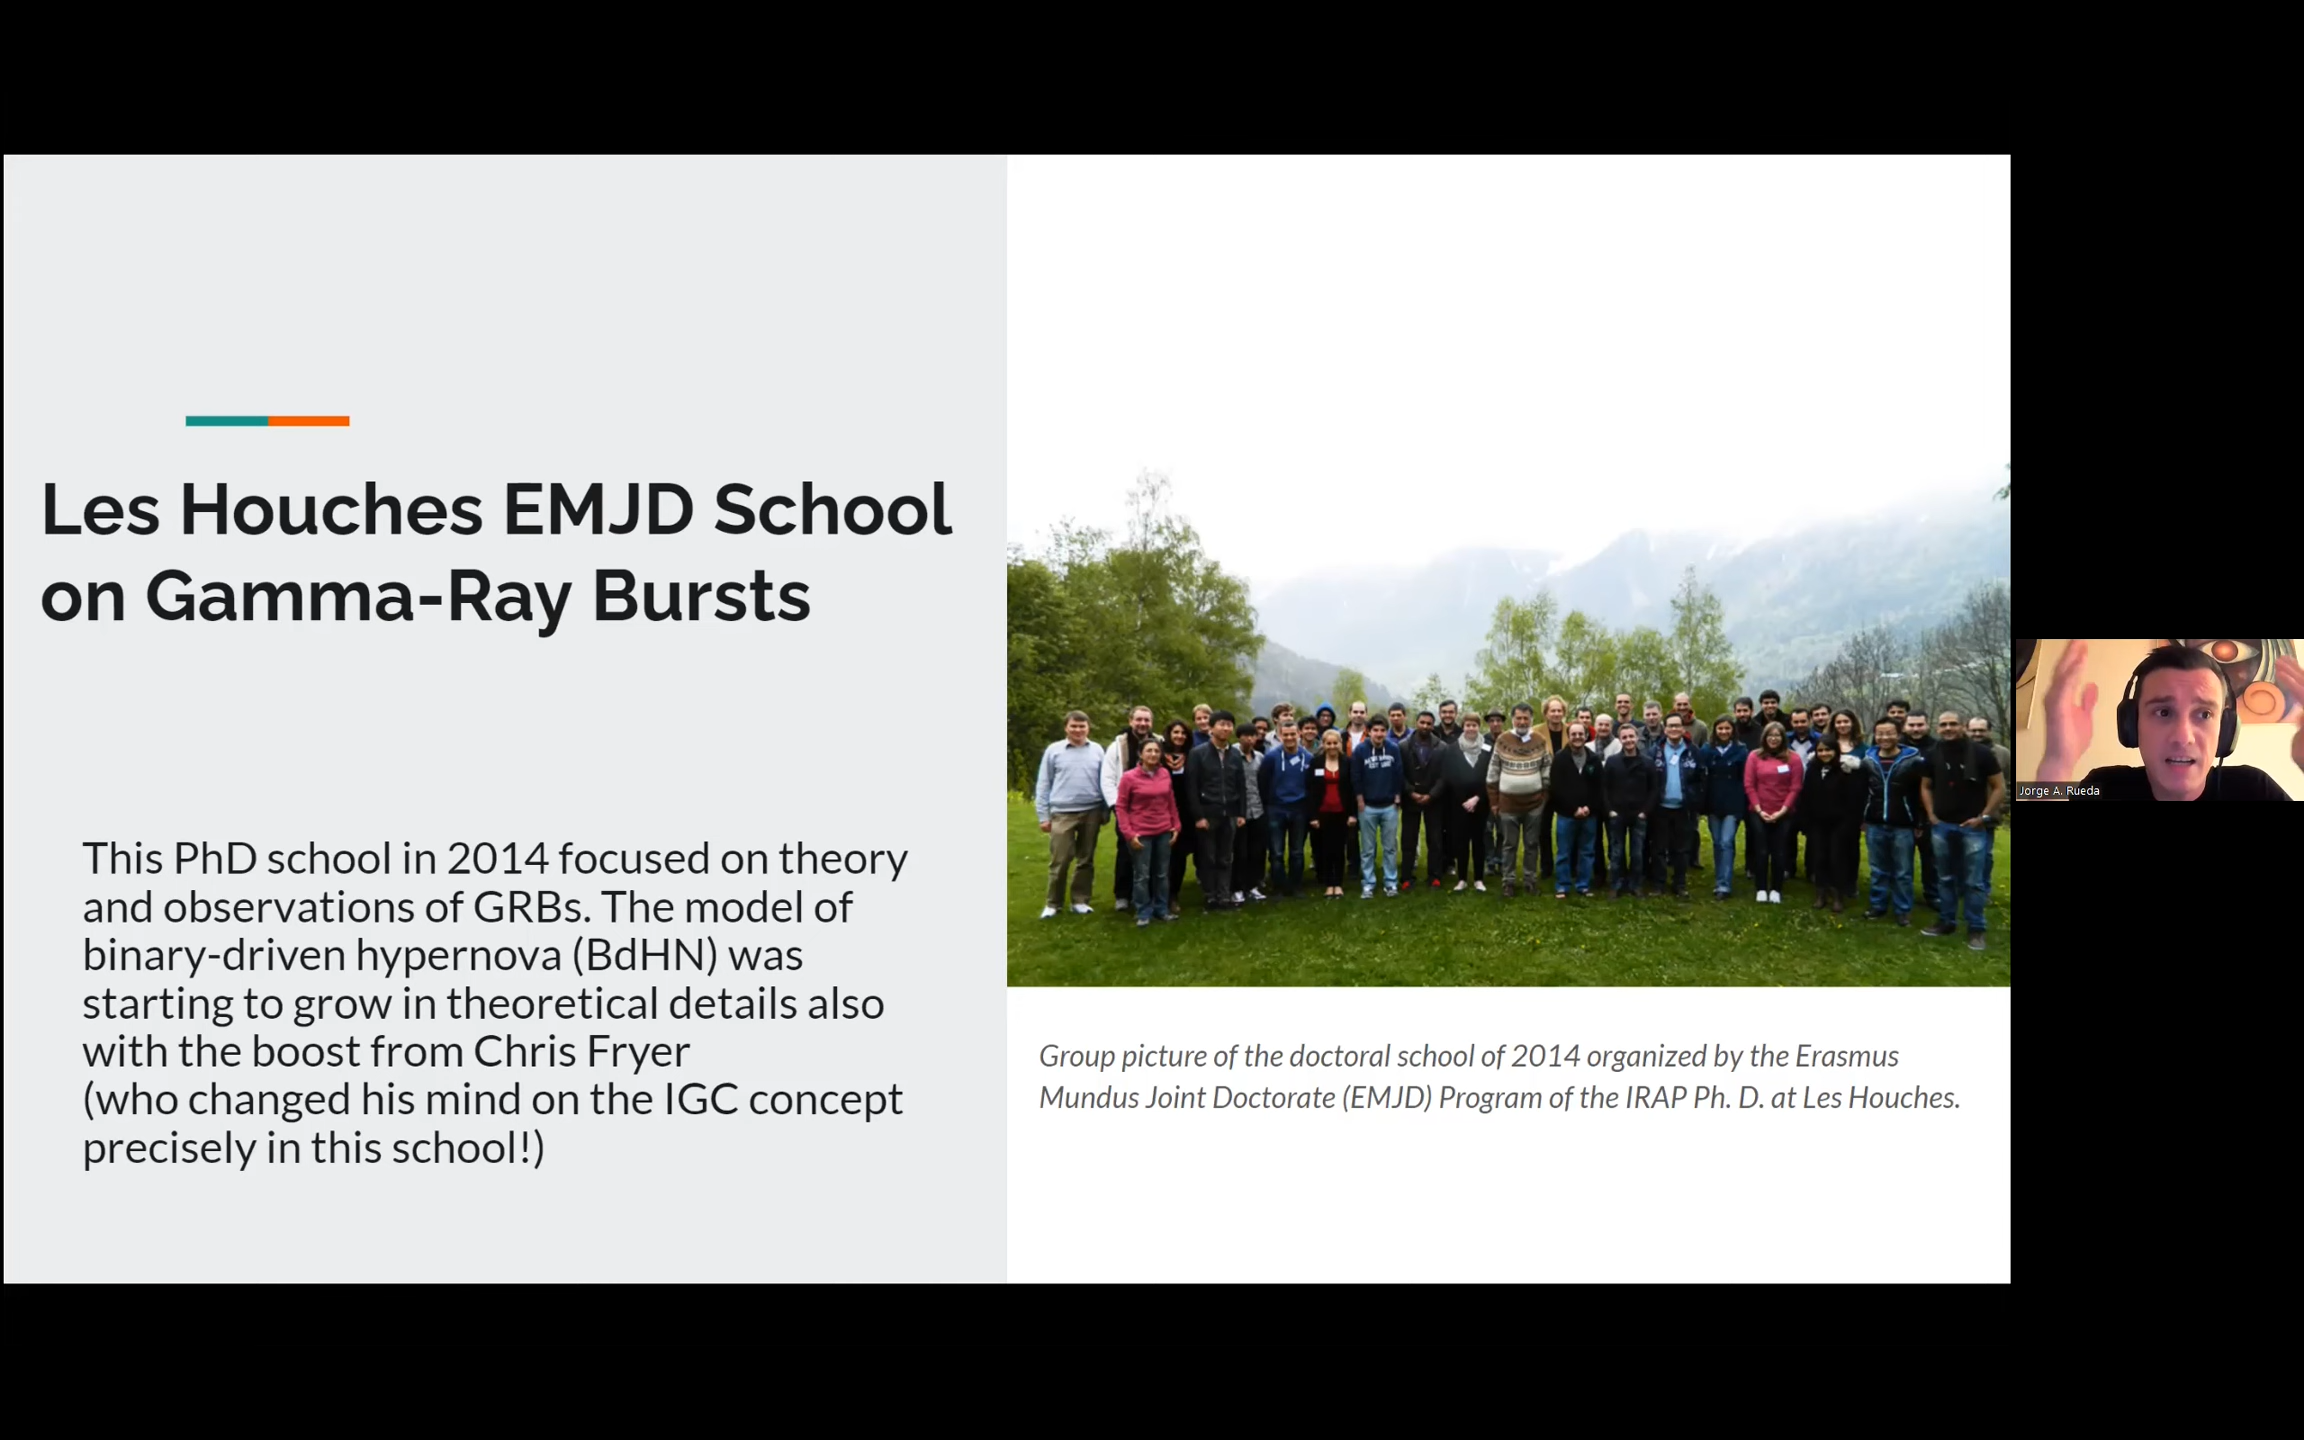 Les Houches EMJD School
on Gamma-Ray Bursts
This PhD school in 2014 focused on theory
and observations of GRBs. The model of
binary-driven hypernova (BdHN) was
starting to grow in theoretical details also
with the boost from Chris Fryer
(who changed his mind on the IGC concept
precisely in this school!)
Group picture of the doctoral school of 2014 organized by the Erasmus
Mundus Joint Doctorate (EMJD) Program of the IRAP Ph. D. at Les Houches.
Jorge A. Rueda